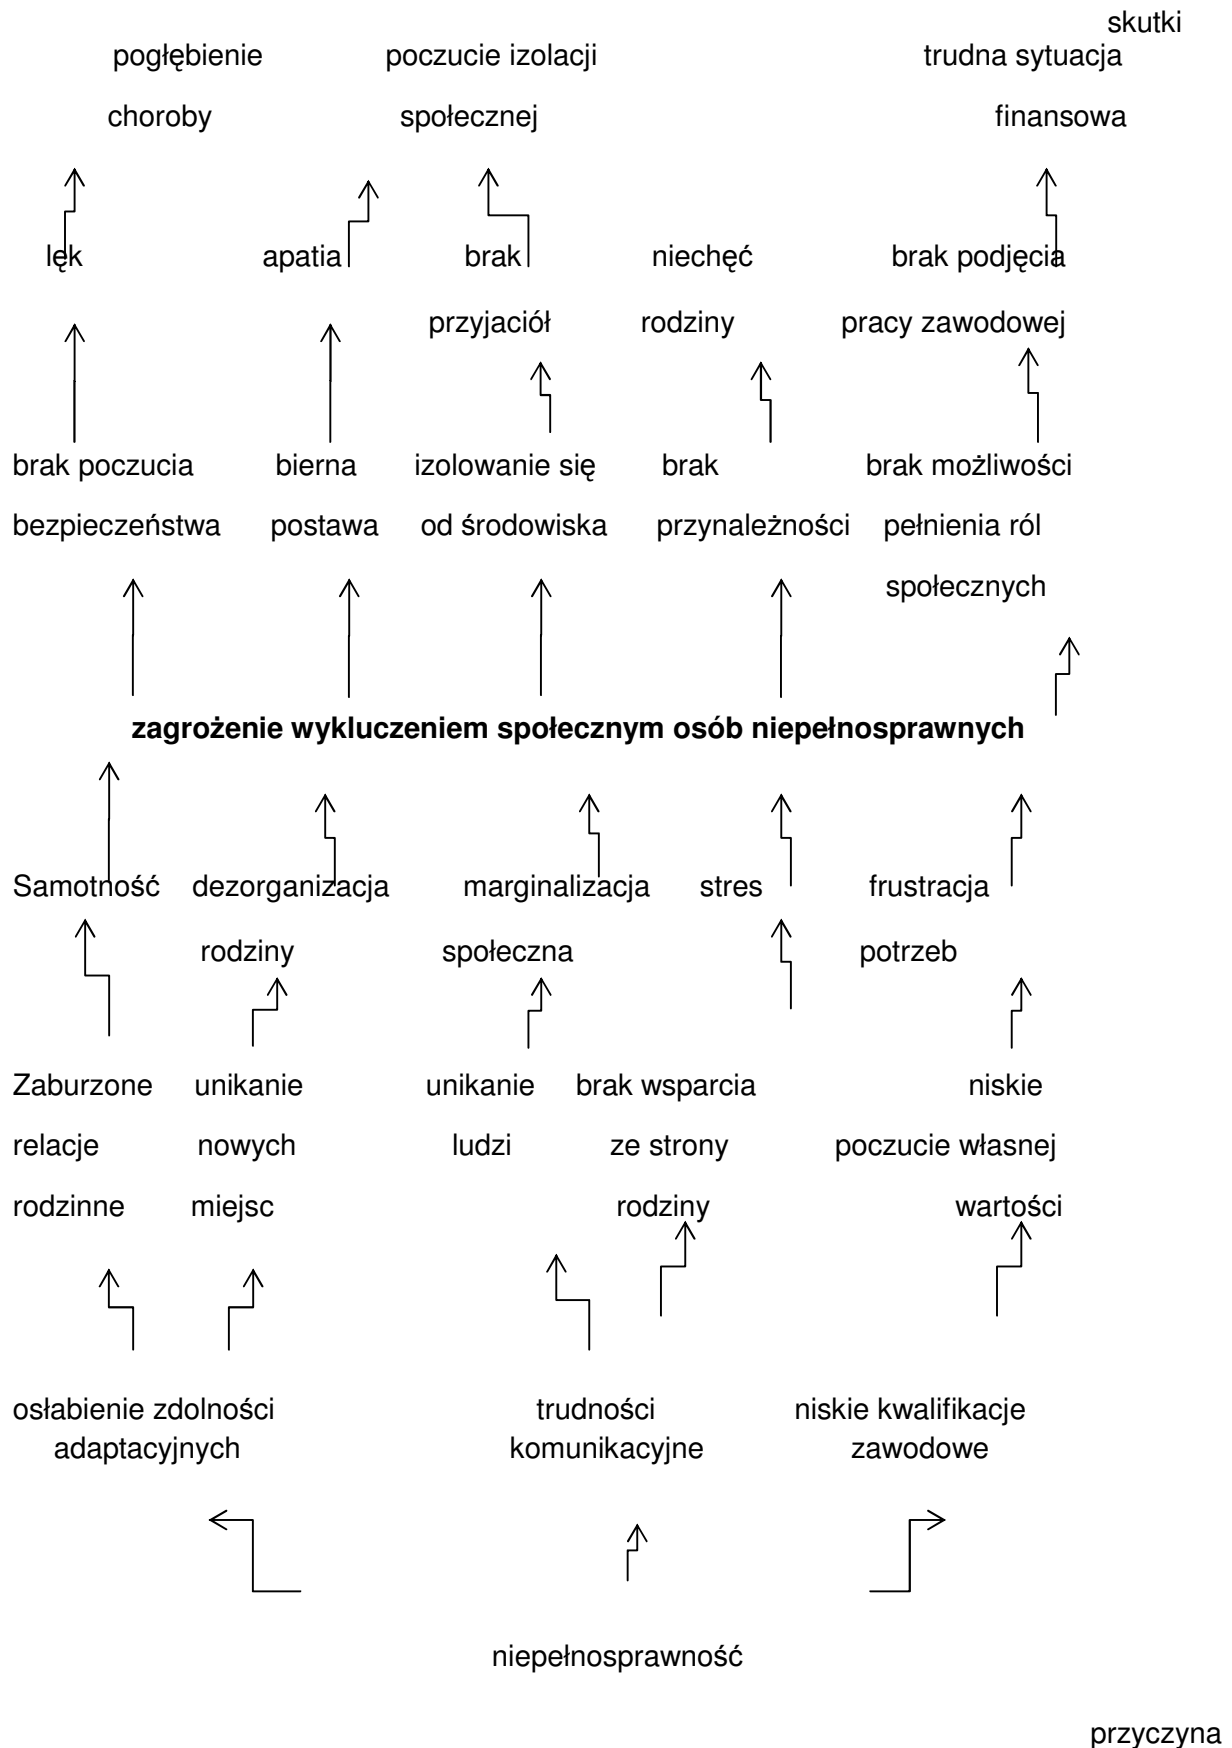 skutki
pogłębienie poczucie izolacji trudna sytuacja
choroby społecznej finansowa
lęk apatia brak niechęć brak podjęcia
przyjaciół rodziny pracy zawodowej
brak poczucia bierna izolowanie się brak brak możliwości
bezpieczeństwa postawa od środowiska przynależności pełnienia ról
społecznych
zagrożenie wykluczeniem społecznym osób niepełnosprawnych
Samotność dezorganizacja marginalizacja stres frustracja
rodziny społeczna potrzeb
Zaburzone unikanie unikanie brak wsparcia niskie
relacje nowych ludzi ze strony poczucie własnej
rodzinne miejsc rodziny wartości
osłabienie zdolności trudności niskie kwalifikacje
adaptacyjnych komunikacyjne zawodowe
niepełnosprawność
przyczyna